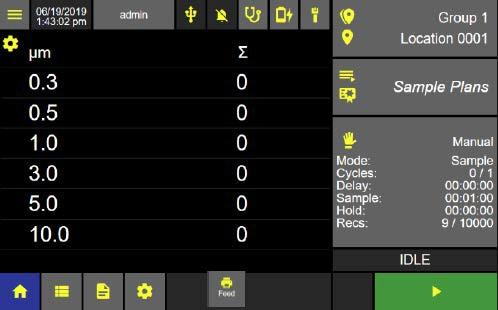 06/19/2019
1:43:02 pm
admin
Group 1
Location 0001
µm Σ
0.3 0
0.5 0
1.0 0
3.0 0
5.0 0
10.0 0
Sample Plans
Manual
Mode: Sample
Cycles: 0 / 1
Delay: 00:00:00
Sample: 00:01:00
Hold: 00:00:00
Recs: 9 / 10000
IDLE
Feed